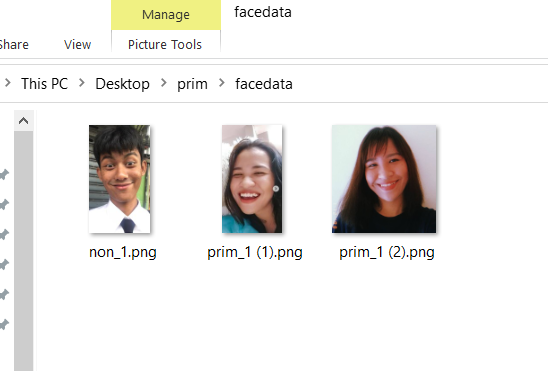 Manage
facedata
Share
View
Picture Tools
This PC
Desktop
prim
facedata
non_1.png
prim_1 (1).png
prim_1 (2).png